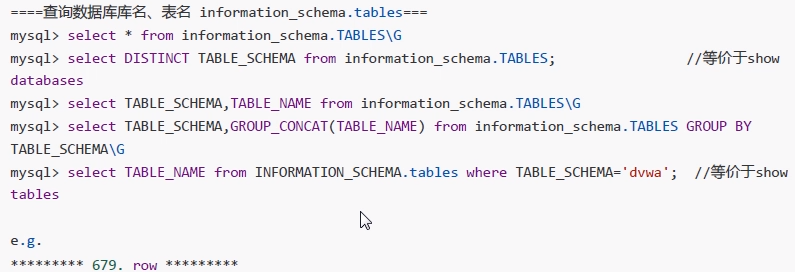 ====查询数据库库名、表名 information_schema.tables===
mysql> select * from information_schema.TABLES\G
mysql> select DISTINCT TABLE_SCHEMA from information_schema.TABLES; //等价于show
databases
mysql> select TABLE_SCHEMA,TABLE_NAME from information_schema.TABLES\G
mysql> select TABLE_SCHEMA,GROUP_CONCAT(TABLE_NAME) from information_schema.TABLES GROUP BY
TABLE_SCHEMA\G
mysql> select TABLE_NAME from INFORMATION_SCHEMA.tables where TABLE_SCHEMA='dvwa'; //等价于show
tables
e.g.
********* 679. row *********